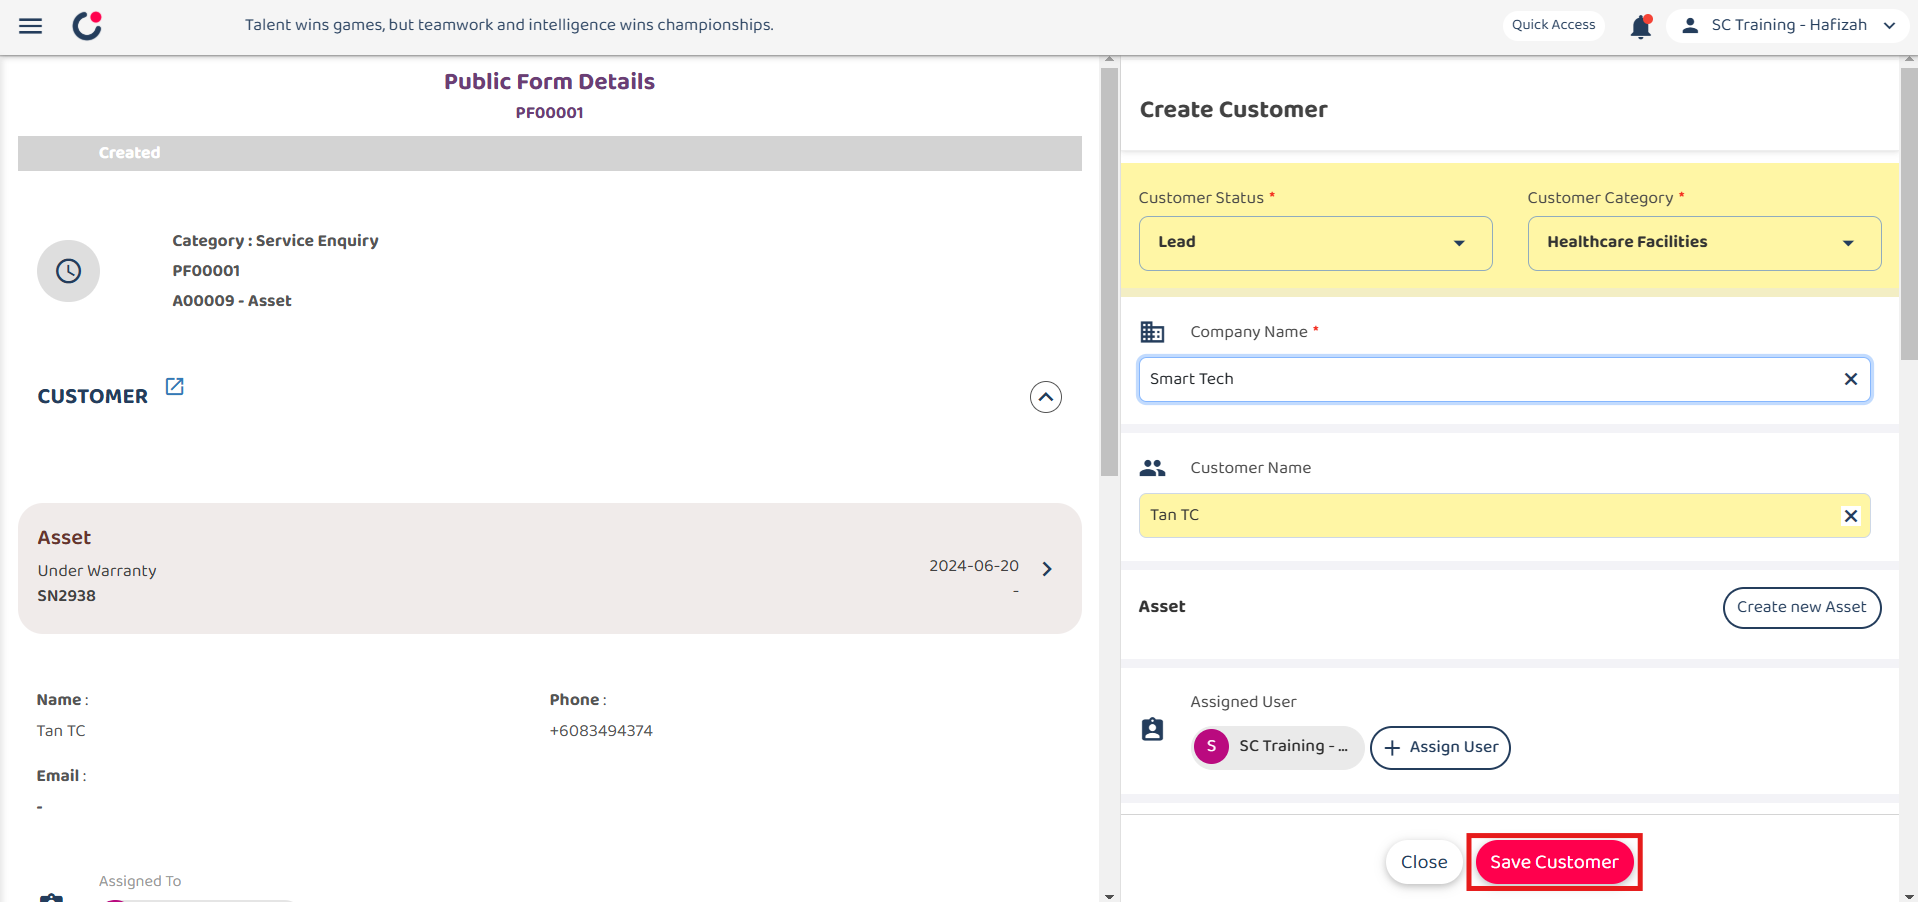 Talent wins games, but teamwork and intelligence wins championships.
Quick Access
SC Training - Hafizah
Public Form Details
PF00001
Created
Category : Service Enquiry
PF00001
A00009 - Asset
CUSTOMER
Asset
Under Warranty
SN2938
2024-06-20
-
Name :
Tan TC
Phone :
+6083494374
Email :
-
Assigned To
Create Customer
Customer Status *
Lead
Customer Category *
Healthcare Facilities
Company Name *
Smart Tech
Customer Name
Tan TC
Asset
Create new Asset
Assigned User
S
SC Training - ...
Assign User
Close
Save Customer